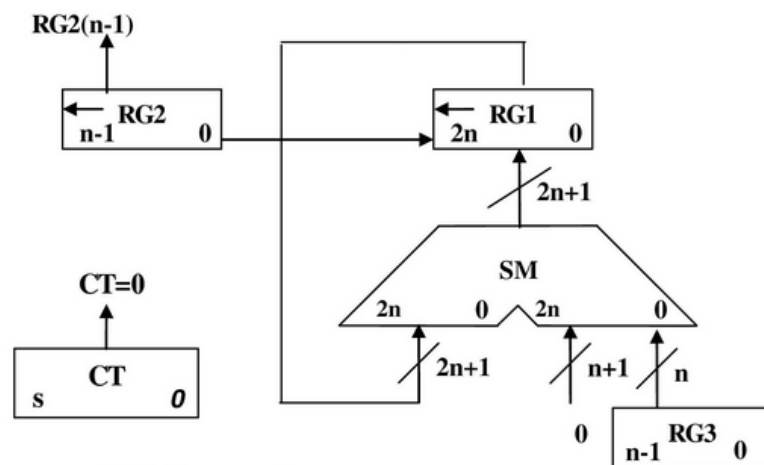 RG2(n-1)
RG2
n-1 0
RG1
2n 0
2n+1
SM
2n 0 2n 0
CT=0
CT
s 0
2n+1
n+1
n
0
RG3
n-1 0